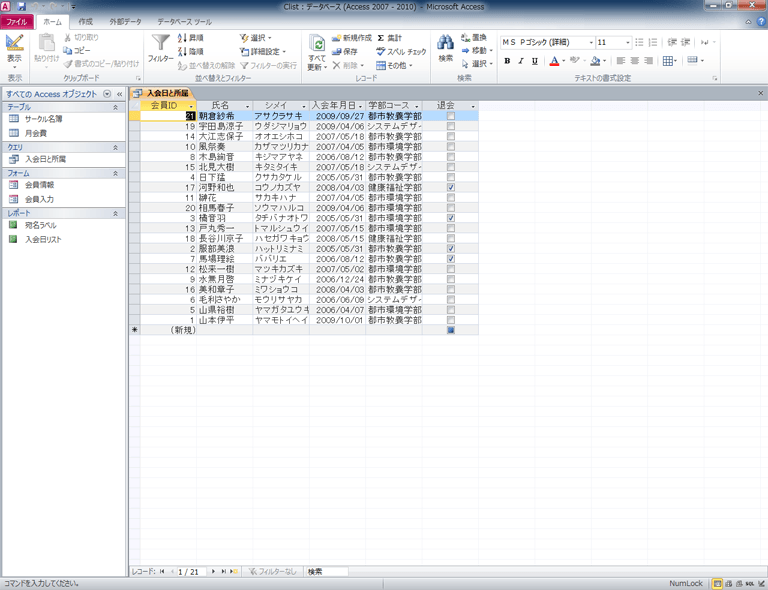 Clist : データベース (Access 2007 - 2010) - Microsoft Access
ファイル ホーム 作成 外部データ データベース ツール
表示
貼り付け
切り取り
コピー
書式のコピー/貼り付け
フィルター
昇順
降順
並べ替えの解除
選択
詳細設定
フィルターの実行
すべて更新
新規作成
保存
削除
Σ 集計
スペル チェック
その他
検索
置換
移動
選択
MS Pゴシック (詳細) 11
B I U A
表示 クリップボード 並べ替えとフィルター レコード 検索 テキストの書式設定
すべての Access オブジェクト
テーブル
サークル名簿
月会費
クエリ
入会日と所属
フォーム
会員情報
会員入力
レポート
宛名ラベル
入会日リスト
入会日と所属
会員ID 氏名 シメイ 入会年月日 学部コース 退会
21 朝倉紗希 アサクラサキ 2009/09/27 都市教養学部
19 宇田島涼子 ウダジマリョウ 2009/04/06 システムデザイ
14 大江志保子 オオエシホコ 2007/05/18 都市教養学部
10 風祭奏 カザマツリカナ 2007/04/05 都市環境学部
8 木島絢音 キジマアヤネ 2006/08/12 都市教養学部
15 北見大樹 キタミタイキ 2007/05/18 システムデザイ
4 日下猛 クサカタケル 2005/05/31 都市教養学部
17 河野和也 コウノカズヤ 2008/04/03 健康福祉学部
11 榊花 サカキハナ 2007/04/05 都市教養学部
20 相馬春子 ソウマハルコ 2009/04/06 都市環境学部
3 橘音羽 タチバナオトワ 2005/05/31 都市教養学部
13 戸丸秀一 トマルシュウイ 2007/05/15 都市環境学部
18 長谷川京子 ハセガワキョウ 2008/05/15 健康福祉学部
2 服部美浪 ハットリミナミ 2005/05/31 都市教養学部
7 馬場理絵 ババリエ 2006/08/12 都市教養学部
12 松来一樹 マツキカズキ 2007/05/02 都市環境学部
9 水無月啓 ミナヅキケイ 2006/12/24 都市教養学部
16 美和章子 ミワショウコ 2008/04/03 都市環境学部
6 毛利さやか モウリサヤカ 2006/06/09 システムデザイ
5 山県裕樹 ヤマガタユウキ 2006/04/07 都市環境学部
1 山本伊平 ヤマモトイヘイ 2009/10/01 都市教養学部
(新規)
レコード: 1 / 21 フィルターなし 検索
コマンドを入力してください。 NumLock